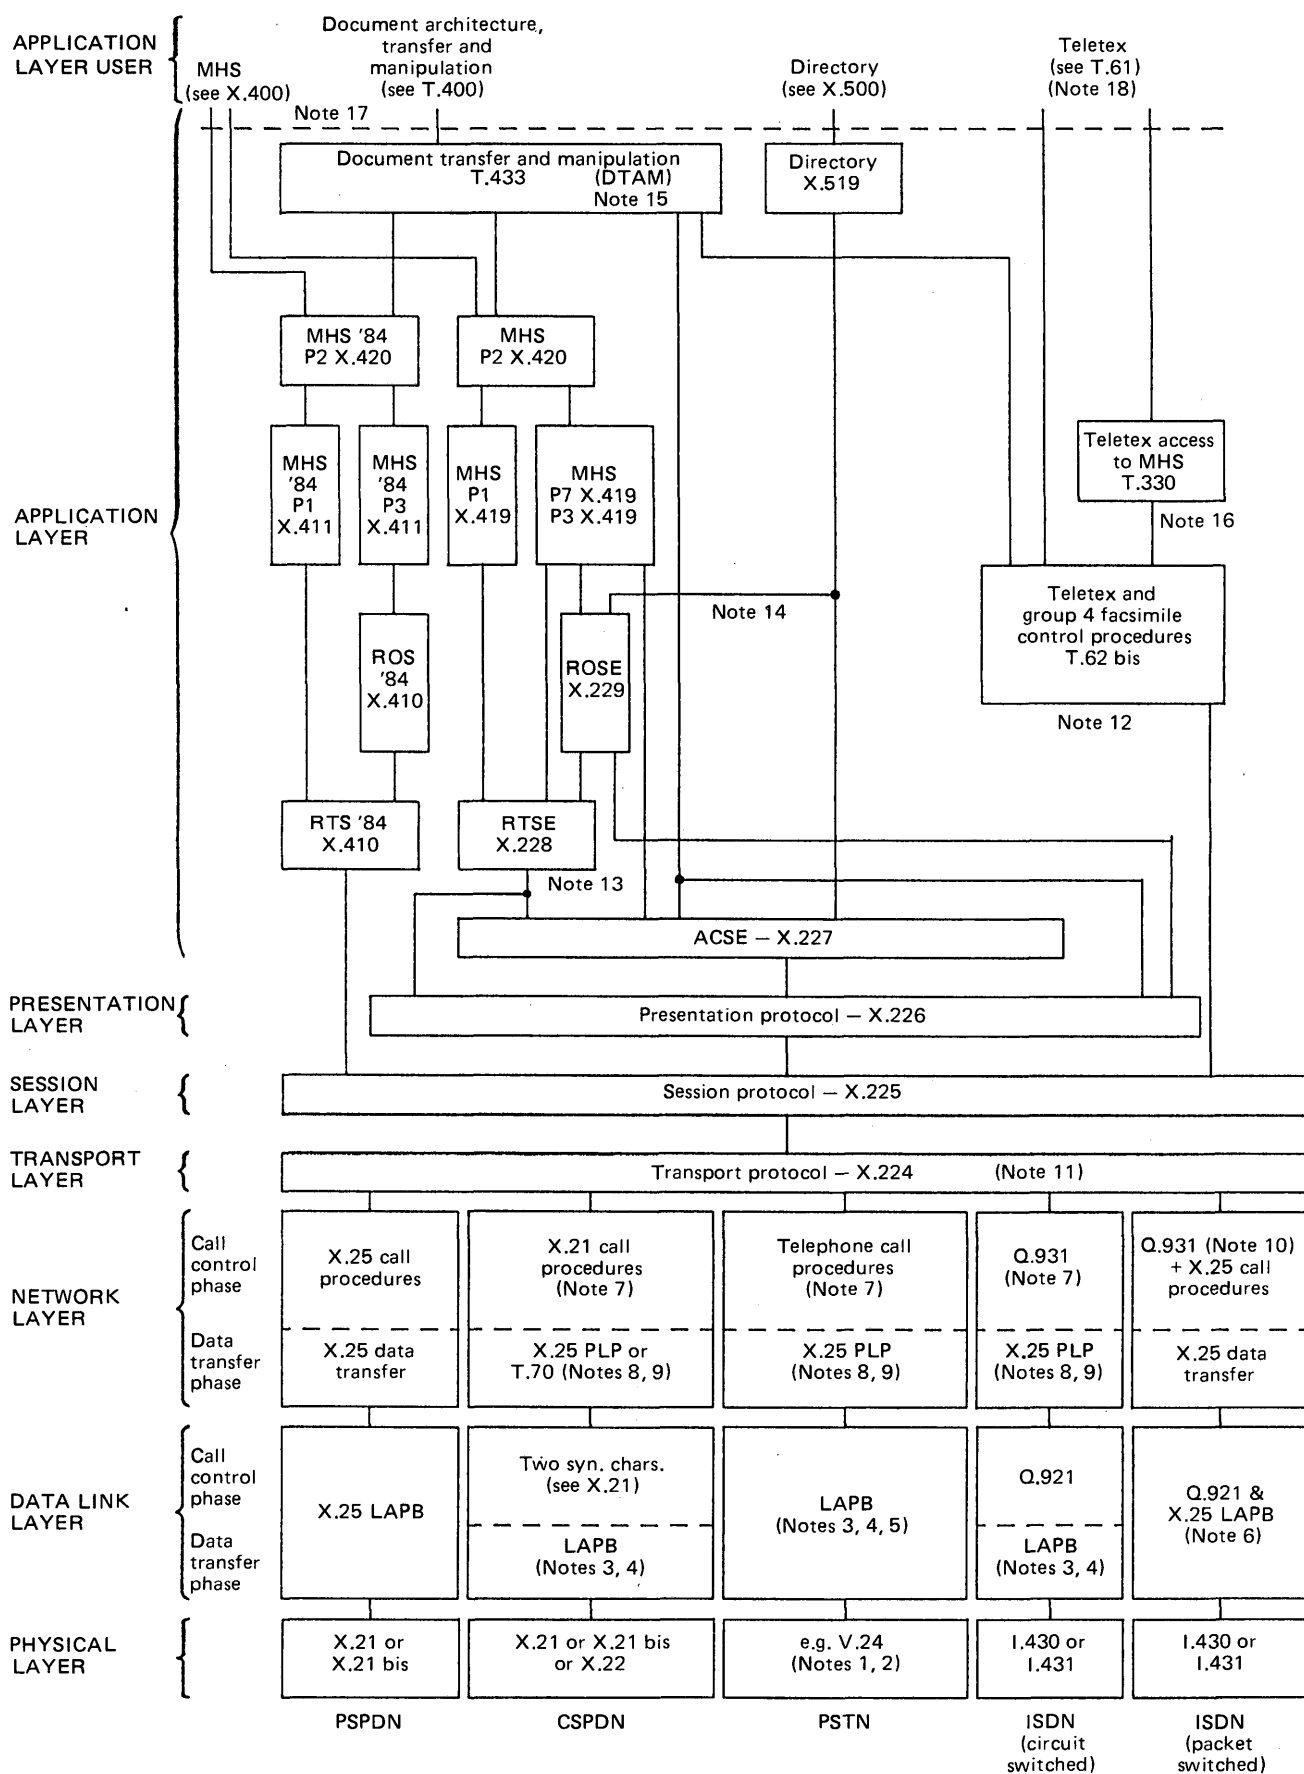 APPLICATION
LAYER USER
MHS
(see X.400)
Document architecture,
transfer and
manipulation
(see T.400)
Directory
(see X.500)
Teletex
(see T.61)
(Note 18)
Note 17
Document transfer and manipulation
T.433 (DTAM)
Note 15
Directory
X.519
MHS '84
P2 X.420
MHS
P2 X.420
APPLICATION
LAYER
MHS
'84
P1
X.411
MHS
'84
P3
X.411
MHS
P1
X.419
MHS
P7 X.419
P3 X.419
Teletex access
to MHS
T.330
Note 16
Note 14
Teletex and
group 4 facsimile
control procedures
T.62 bis
Note 12
ROS
'84
X.410
ROSE
X.229
RTS '84
X.410
RTSE
X.228
Note 13
ACSE — X.227
PRESENTATION
LAYER
Presentation protocol — X.226
SESSION
LAYER
Session protocol — X.225
TRANSPORT
LAYER
Transport protocol — X.224 (Note 11)
NETWORK
LAYER
Call
control
phase
X.25 call
procedures
X.21 call
procedures
(Note 7)
Telephone call
procedures
(Note 7)
Q.931
(Note 7)
Q.931 (Note 10)
+ X.25 call
procedures
Data
transfer
phase
X.25 data
transfer
X.25 PLP or
T.70 (Notes 8, 9)
X.25 PLP
(Notes 8, 9)
X.25 PLP
(Notes 8, 9)
X.25 data
transfer
DATA LINK
LAYER
Call
control
phase
Data
transfer
phase
X.25 LAPB
Two syn. chars.
(see X.21)
LAPB
(Notes 3, 4)
LAPB
(Notes 3, 4, 5)
Q.921
LAPB
(Notes 3, 4)
Q.921 &
X.25 LAPB
(Note 6)
PHYSICAL
LAYER
X.21 or
X.21 bis
X.21 or X.21 bis
or X.22
e.g. V.24
(Notes 1, 2)
I.430 or
I.431
I.430 or
I.431
PSPDN
CSPDN
PSTN
ISDN
(circuit
switched)
ISDN
(packet
switched)